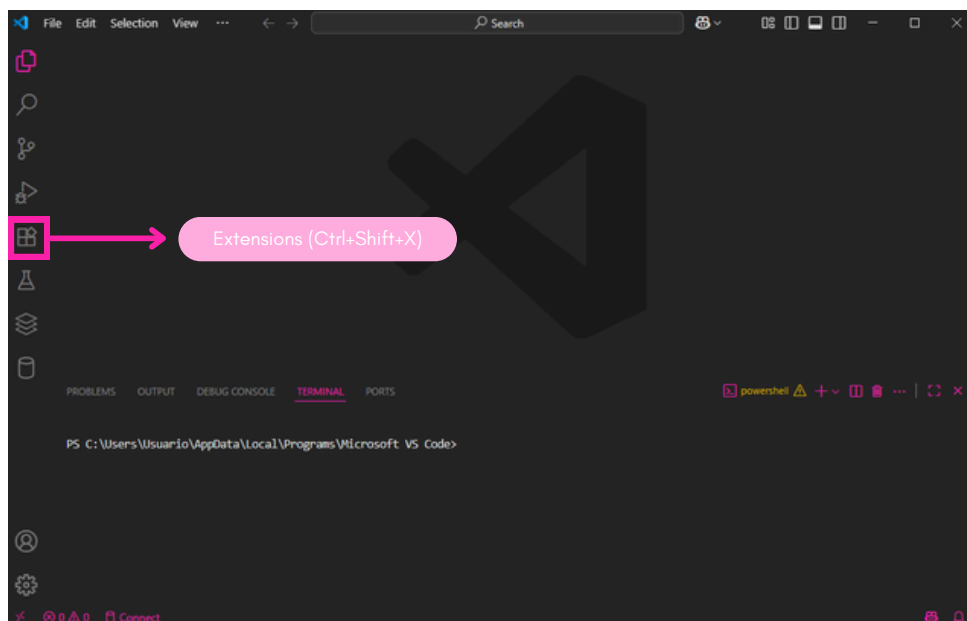 File Edit Selection View ··· Search
Extensions (Ctrl+Shift+X)
PROBLEMS OUTPUT DEBUG CONSOLE TERMINAL PORTS powershell
PS C:\Users\Usuario\AppData\Local\Programs\Microsoft VS Code>
0 0 Connect